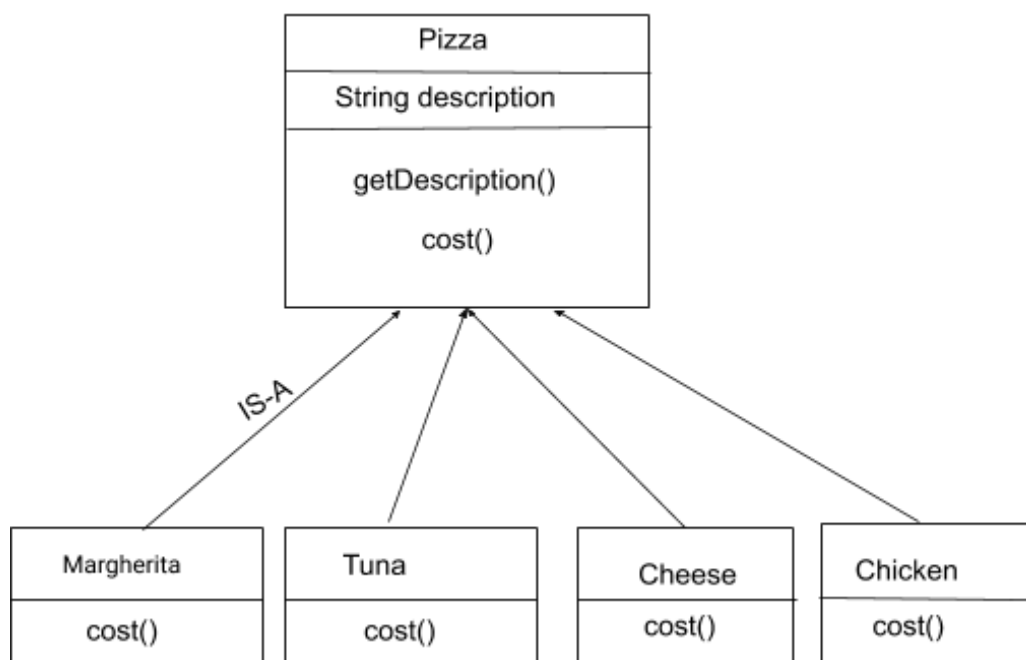 Pizza
String description
getDescription()
cost()
IS-A
Margherita
cost()
Tuna
cost()
Cheese
cost()
Chicken
cost()